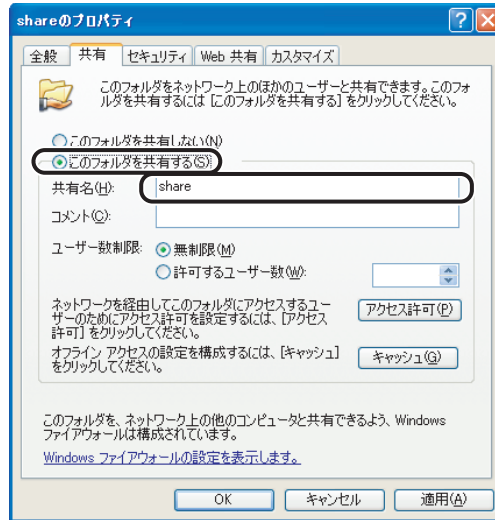 shareのプロパティ
全般 共有 セキュリティ Web 共有 カスタマイズ
このフォルダをネットワーク上のほかのユーザーと共有できます。このフォ
ルダを共有するには [このフォルダを共有する] をクリックしてください。
このフォルダを共有しない(N)
このフォルダを共有する(S)
共有名(H): share
コメント(C):
ユーザー数制限: 無制限(M)
許可するユーザー数(W):
ネットワークを経由してこのフォルダにアクセスするユー
ザーのためにアクセス許可を設定するには、[アクセス
許可] をクリックしてください。
アクセス許可(P)
オフライン アクセスの設定を構成するには、[キャッシュ]
をクリックしてください。
キャッシュ(G)
このフォルダを、ネットワーク上の他のコンピュータと共有できるよう、Windows
ファイアウォールは構成されています。
Windows ファイアウォールの設定を表示します。
OK キャンセル 適用(A)